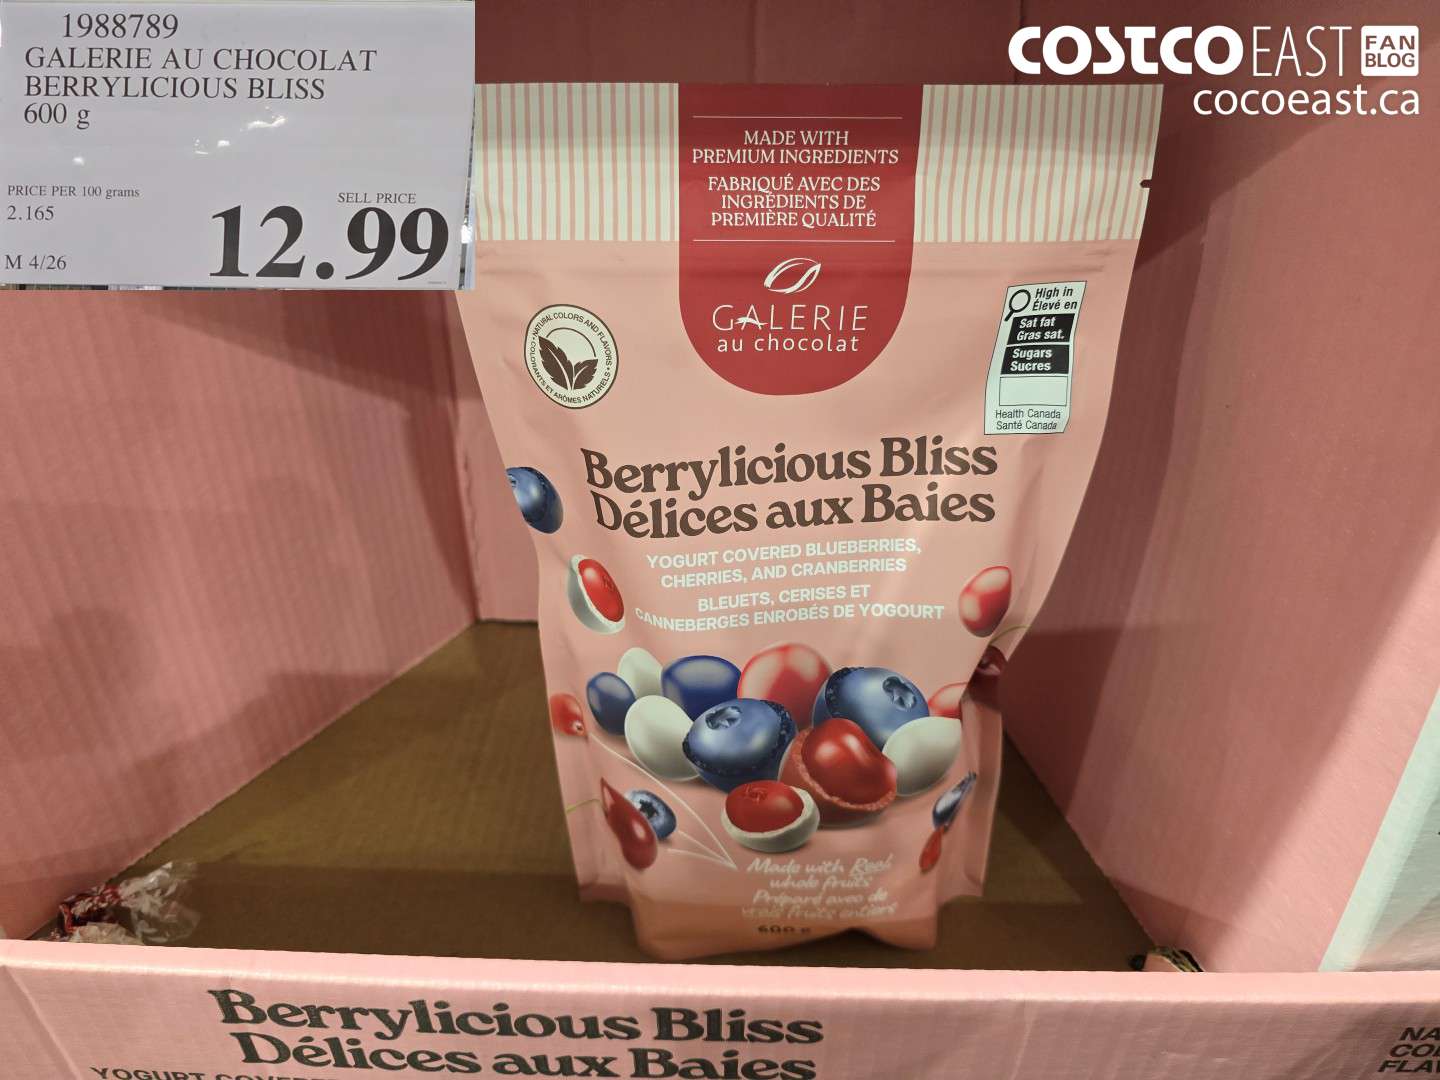 1988789
GALERIE AU CHOCOLAT
BERRYLICIOUS BLISS
600 g
PRICE PER 100 grams
2.165
SELL PRICE
12.99
M 4/26
COSTCO EAST FAN BLOG
cocoeast.ca
MADE WITH
PREMIUM INGREDIENTS
FABRIQUÉ AVEC DES
INGRÉDIENTS DE
PREMIÈRE QUALITÉ
GALERIE
au chocolat
NATURAL COLORS AND FLAVORS • COLORANTS ET ARÔMES NATURELS •
High in
Élevé en
Sat fat
Gras sat.
Sugars
Sucres
Health Canada
Santé Canada
Berrylicious Bliss
Délices aux Baies
YOGURT COVERED BLUEBERRIES,
CHERRIES, AND CRANBERRIES
BLEUETS, CERISES ET
CANNEBERGES ENROBÉS DE YOGOURT
Made with Real
whole fruits
Préparé avec de
vrais fruits entiers
600 g
Berrylicious Bliss
Délices aux Baies
YOGURT